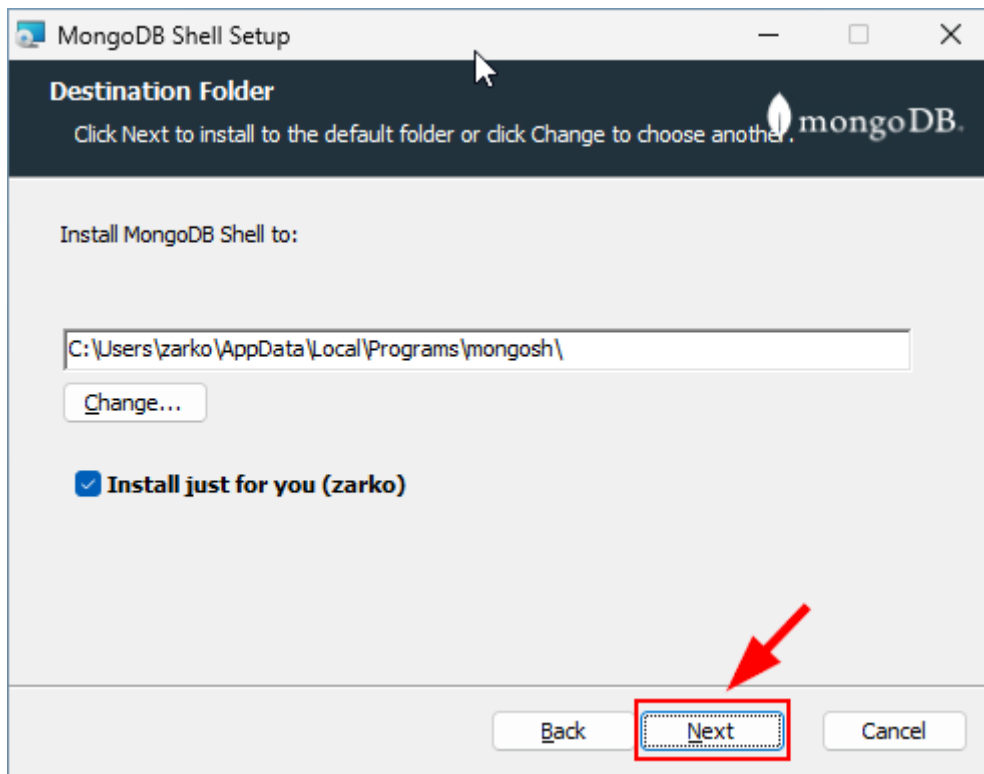 MongoDB Shell Setup
Destination Folder
Click Next to install to the default folder or click Change to choose another.
mongoDB.
Install MongoDB Shell to:
C:\Users\zarko\AppData\Local\Programs\mongosh\
Change...
Install just for you (zarko)
Back Next Cancel